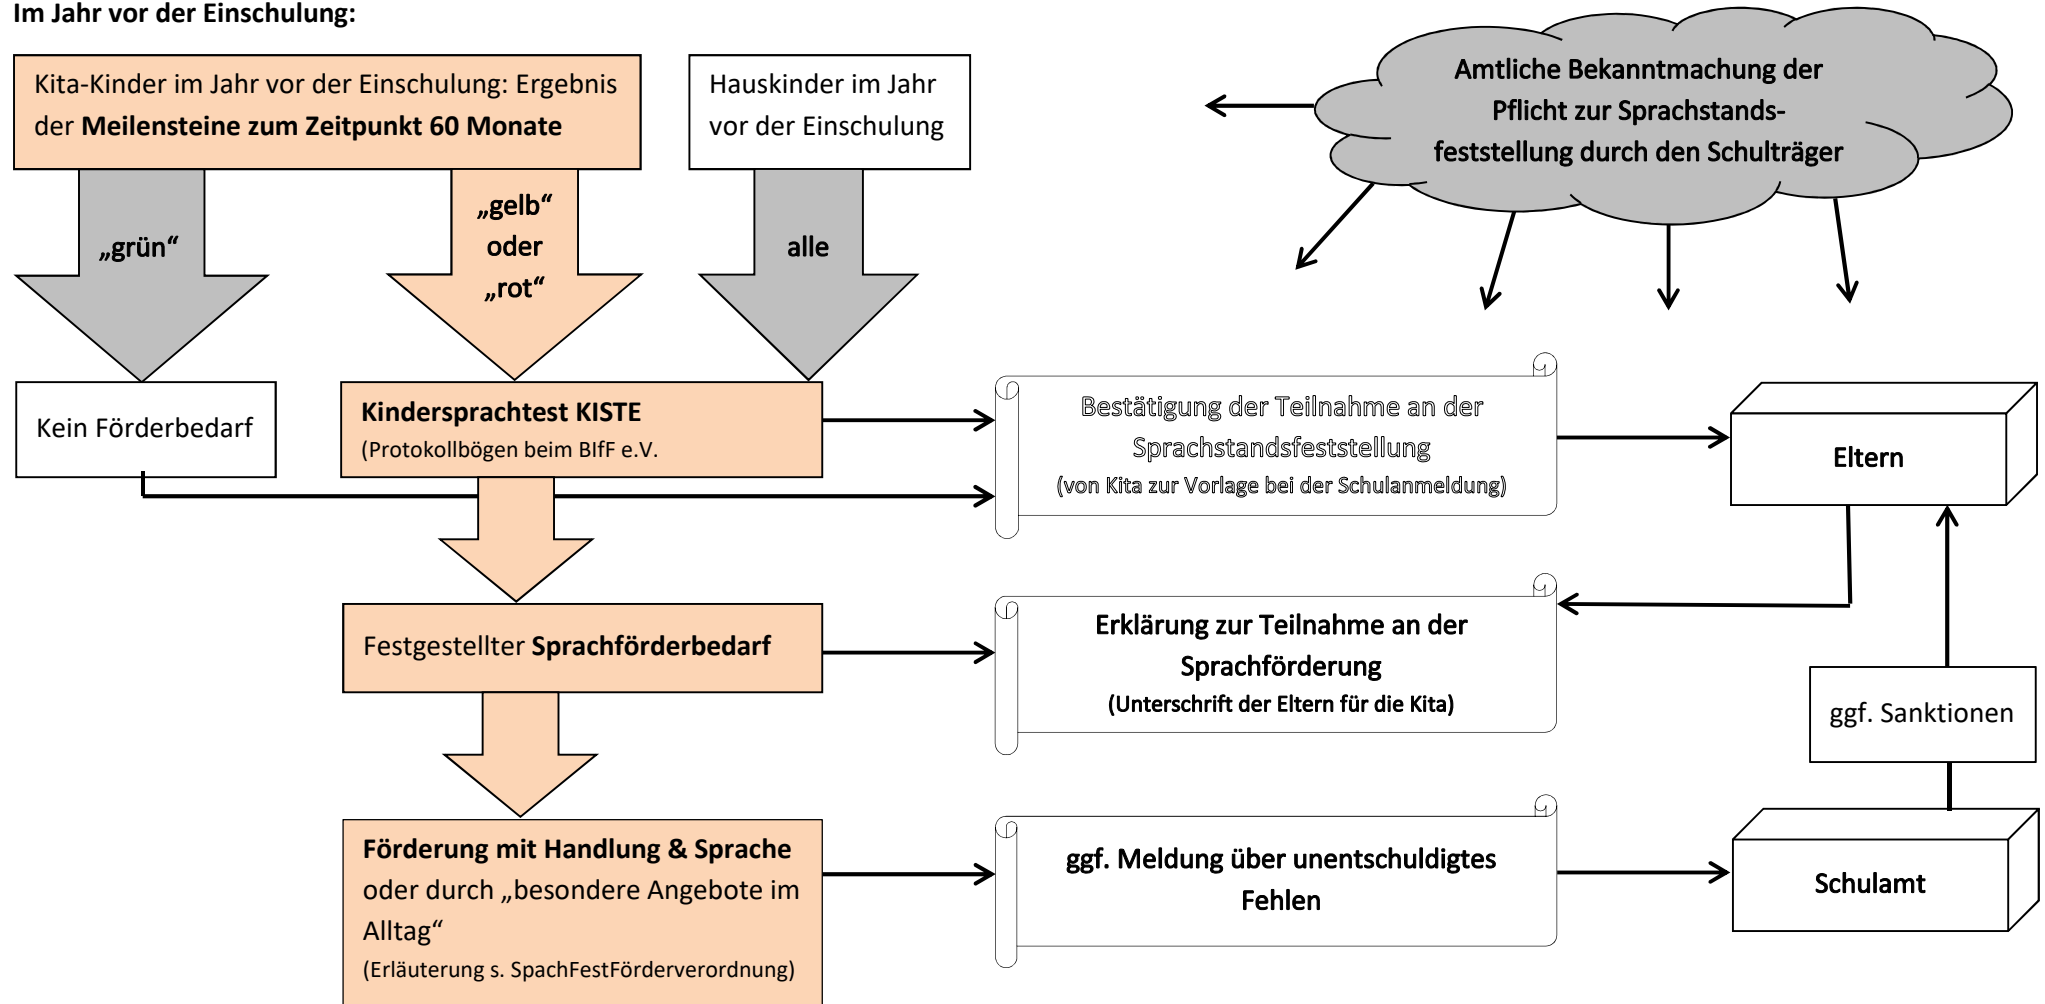 Im Jahr vor der Einschulung:
Kita-Kinder im Jahr vor der Einschulung: Ergebnis
der Meilensteine zum Zeitpunkt 60 Monate
Hauskinder im Jahr
vor der Einschulung
Amtliche Bekanntmachung der
Pflicht zur Sprachstands-
feststellung durch den Schulträger
„grün“
„gelb“
oder
„rot“
alle
Kein Förderbedarf
Kindersprachtest KISTE
(Protokollbögen beim BIfF e.V.
Bestätigung der Teilnahme an der
Sprachstandsfeststellung
(von Kita zur Vorlage bei der Schulanmeldung)
Eltern
Festgestellter Sprachförderbedarf
Erklärung zur Teilnahme an der
Sprachförderung
(Unterschrift der Eltern für die Kita)
ggf. Sanktionen
Förderung mit Handlung & Sprache
oder durch „besondere Angebote im
Alltag“
(Erläuterung s. SpachFestFörderverordnung)
ggf. Meldung über unentschuldigtes
Fehlen
Schulamt